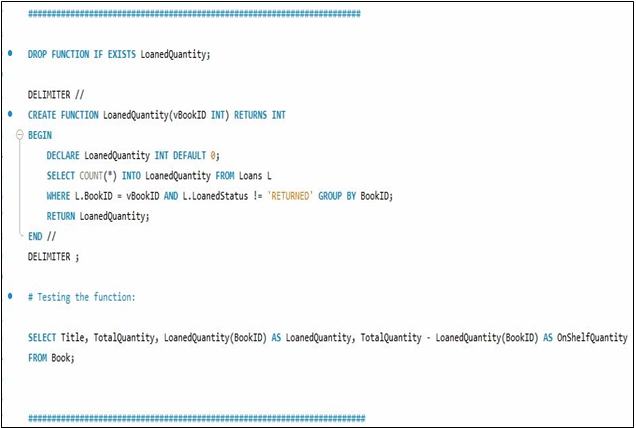 ###################################################################
DROP FUNCTION IF EXISTS LoanedQuantity;
DELIMITER //
CREATE FUNCTION LoanedQuantity(vBookID INT) RETURNS INT
BEGIN
DECLARE LoanedQuantity INT DEFAULT 0;
SELECT COUNT(*) INTO LoanedQuantity FROM Loans L
WHERE L.BookID = vBookID AND L.LoanedStatus != 'RETURNED' GROUP BY BookID;
RETURN LoanedQuantity;
END //
DELIMITER ;
# Testing the function:
SELECT Title, TotalQuantity, LoanedQuantity(BookID) AS LoanedQuantity, TotalQuantity - LoanedQuantity(BookID) AS OnShelfQuantity
FROM Book;
####################################################################